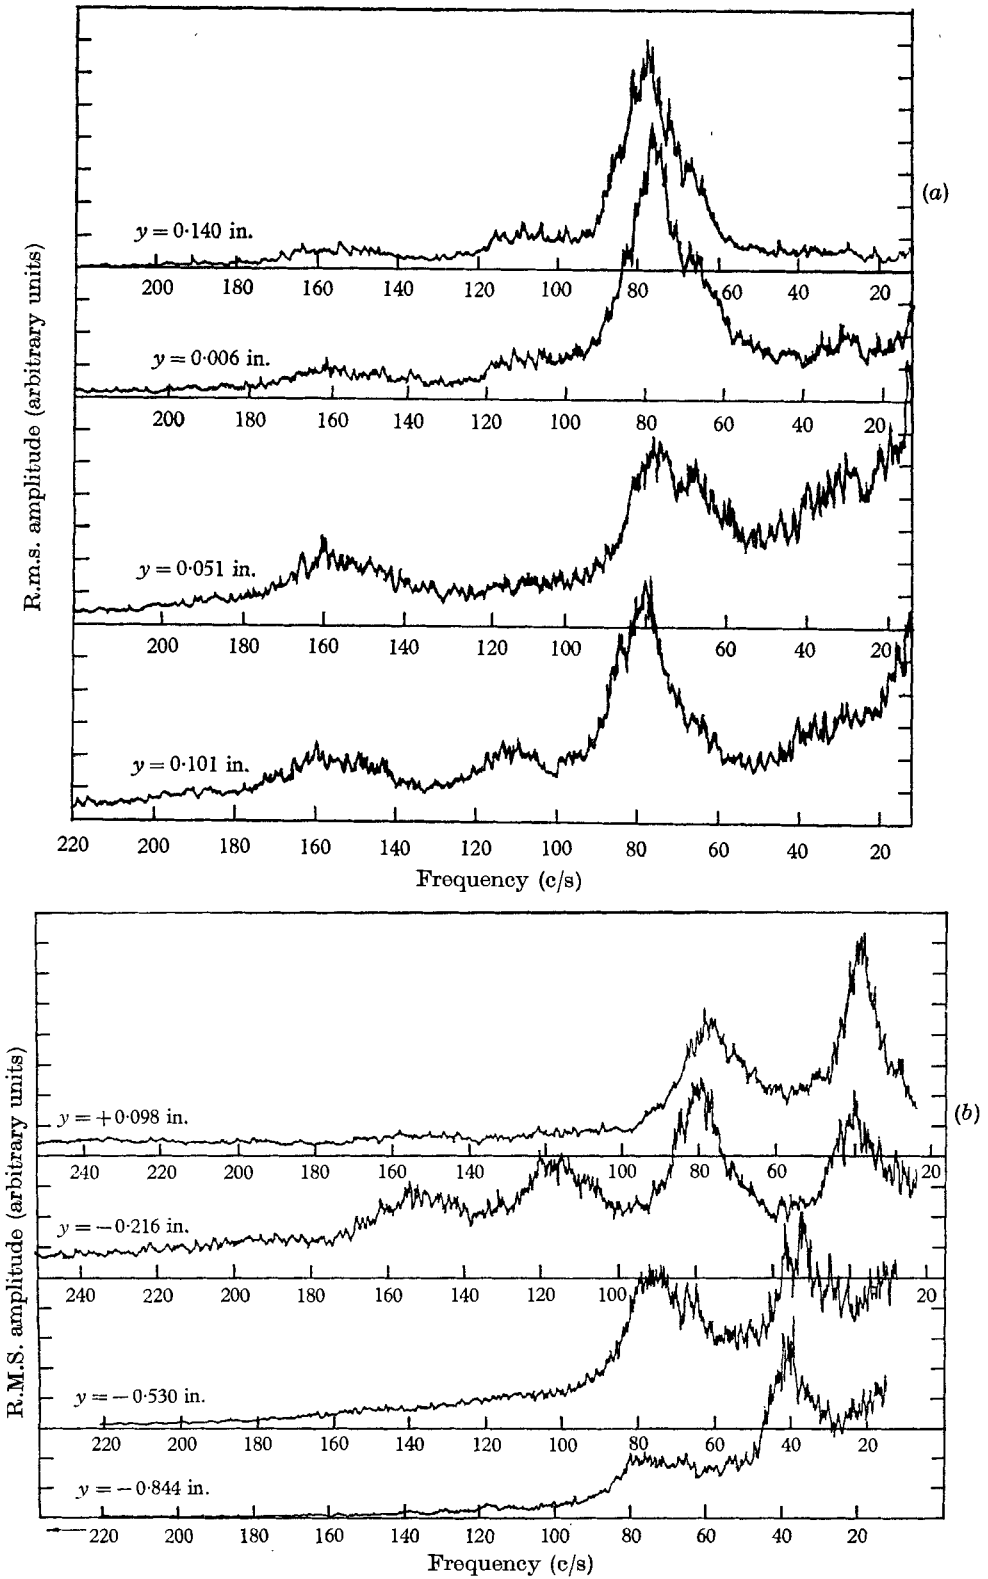 (a)
R.m.s. amplitude (arbitrary units)
y = 0·140 in.
200 180 160 140 120 100 80 60 40 20
y = 0·006 in.
200 180 160 140 120 100 80 60 40 20
y = 0·051 in.
200 180 160 140 120 100 80 60 40 20
y = 0·101 in.
220 200 180 160 140 120 100 80 60 40 20
Frequency (c/s)
(b)
R.M.S. amplitude (arbitrary units)
y = +0·098 in.
240 220 200 180 160 140 120 100 80 60 20
y = −0·216 in.
240 220 200 180 160 140 120 100 20
y = −0·530 in.
220 200 180 160 140 120 100 80 60 40 20
y = −0·844 in.
220 200 180 160 140 120 100 80 60 40 20
Frequency (c/s)